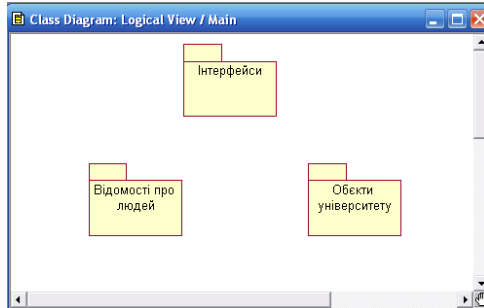 Class Diagram: Logical View / Main
Інтерфейси
Відомості про
людей
Обєкти
університету